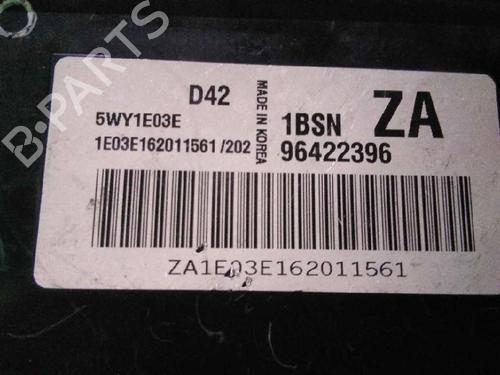 B-PARTS
D42
5WY1E03E
1E03E162011561 /202
MADE IN KOREA
1BSN ZA
96422396
ZA1E03E162011561